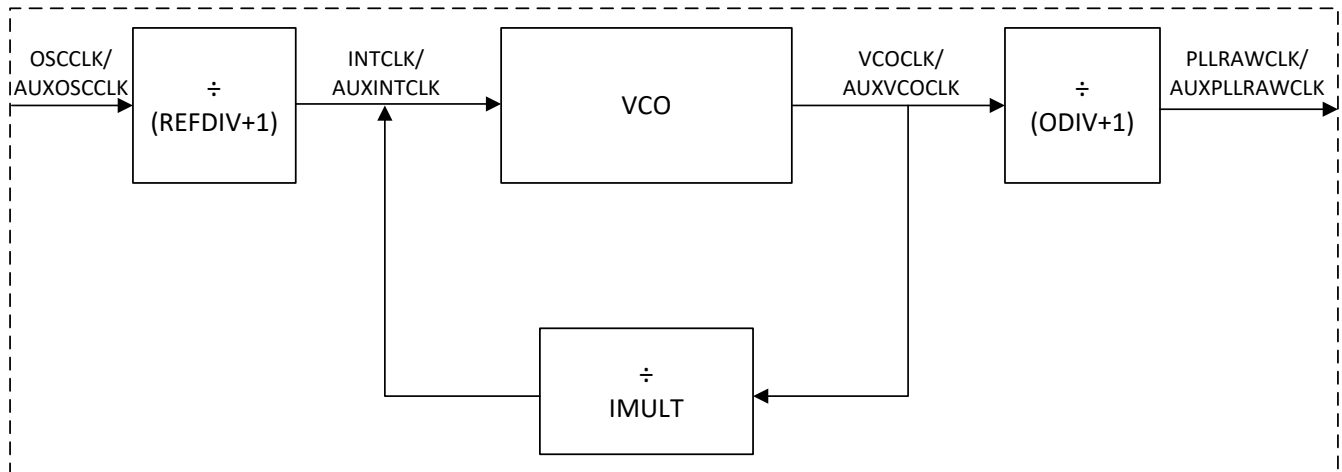 OSCCLK/
AUXOSCCLK
÷
(REFDIV+1)
INTCLK/
AUXINTCLK
VCO
VCOCLK/
AUXVCOCLK
÷
(ODIV+1)
PLLRAWCLK/
AUXPLLRAWCLK
÷
IMULT